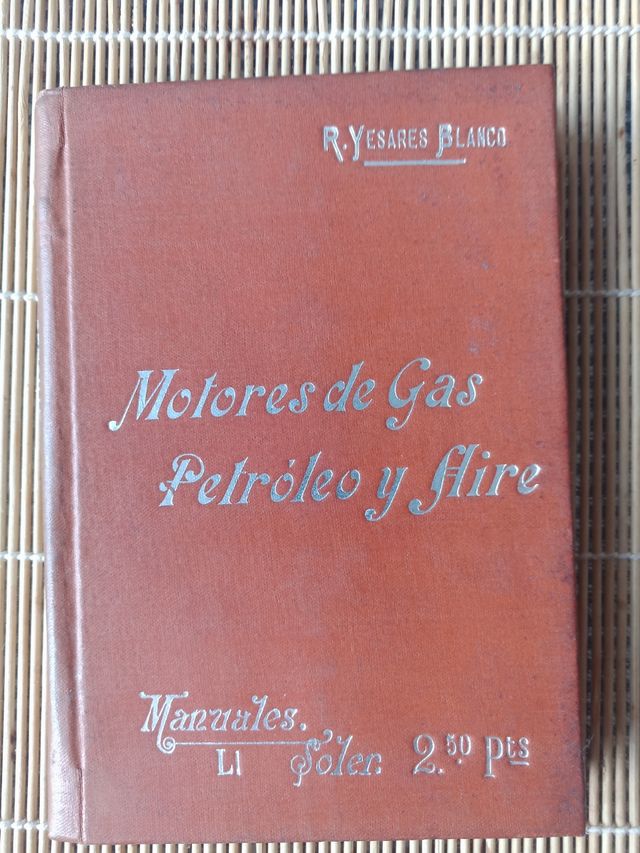 R. YESARES BLANCO
Motores de Gas
Petróleo y Aire
Manuales.
LI Soler. 2.50 Pts